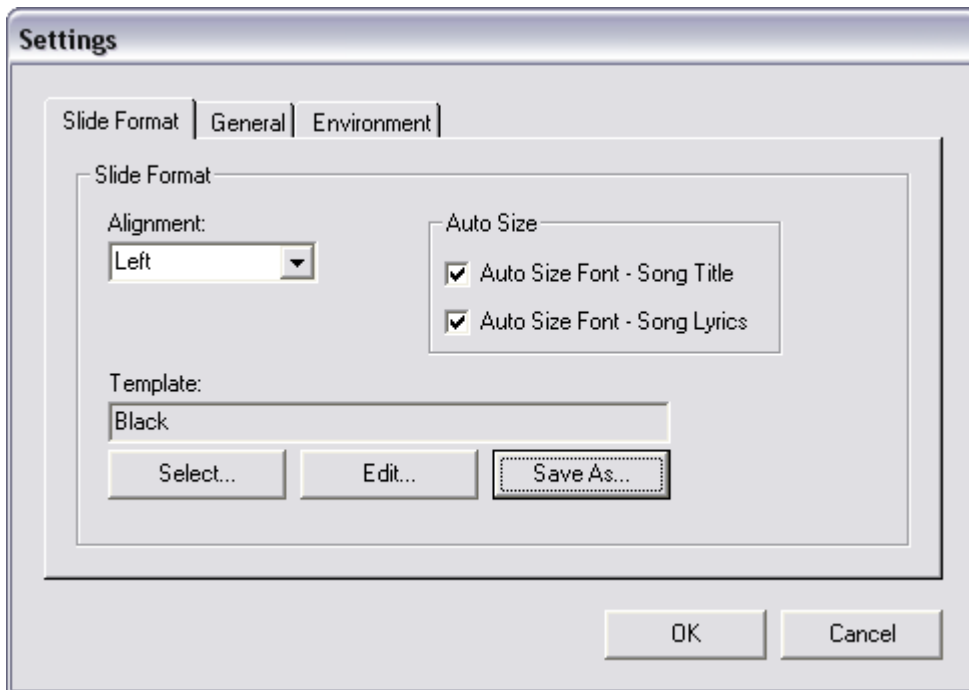 Settings
Slide Format General Environment
Slide Format
Alignment:
Left
Auto Size
Auto Size Font - Song Title
Auto Size Font - Song Lyrics
Template:
Black
Select... Edit... Save As...
OK Cancel